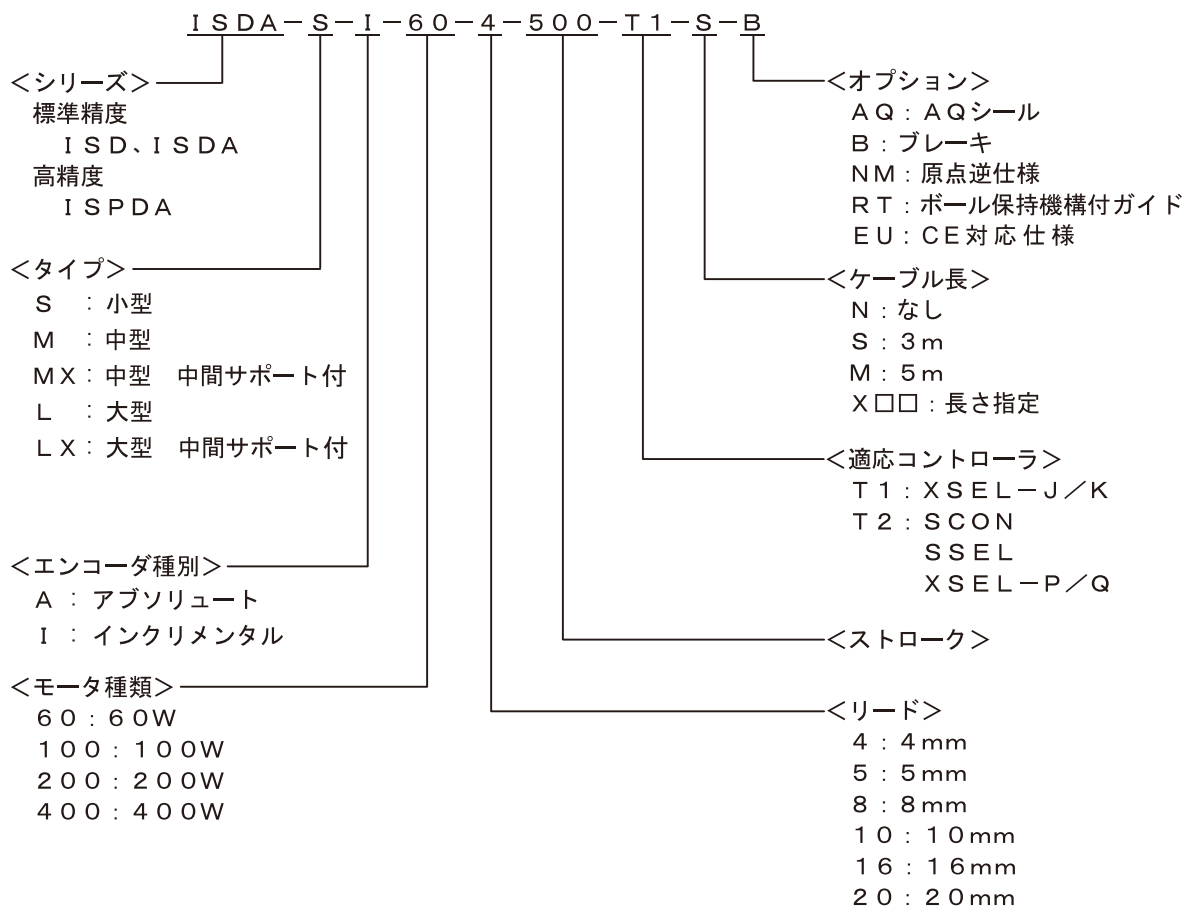 ISDA-S-I-60-4-500-T1-S-B
<シリーズ>
標準精度
ISD、ISDA
高精度
ISPDA
<タイプ>
S : 小型
M : 中型
MX : 中型 中間サポート付
L : 大型
LX : 大型 中間サポート付
<エンコーダ種別>
A : アブソリュート
I : インクリメンタル
<モータ種類>
60 : 60W
100 : 100W
200 : 200W
400 : 400W
<オプション>
AQ : AQシール
B : ブレーキ
NM : 原点逆仕様
RT : ボール保持機構付ガイド
EU : CE対応仕様
<ケーブル長>
N : なし
S : 3m
M : 5m
X□□ : 長さ指定
<適応コントローラ>
T1 : XSEL-J/K
T2 : SCON
SSEL
XSEL-P/Q
<ストローク>
<リード>
4 : 4mm
5 : 5mm
8 : 8mm
10 : 10mm
16 : 16mm
20 : 20mm